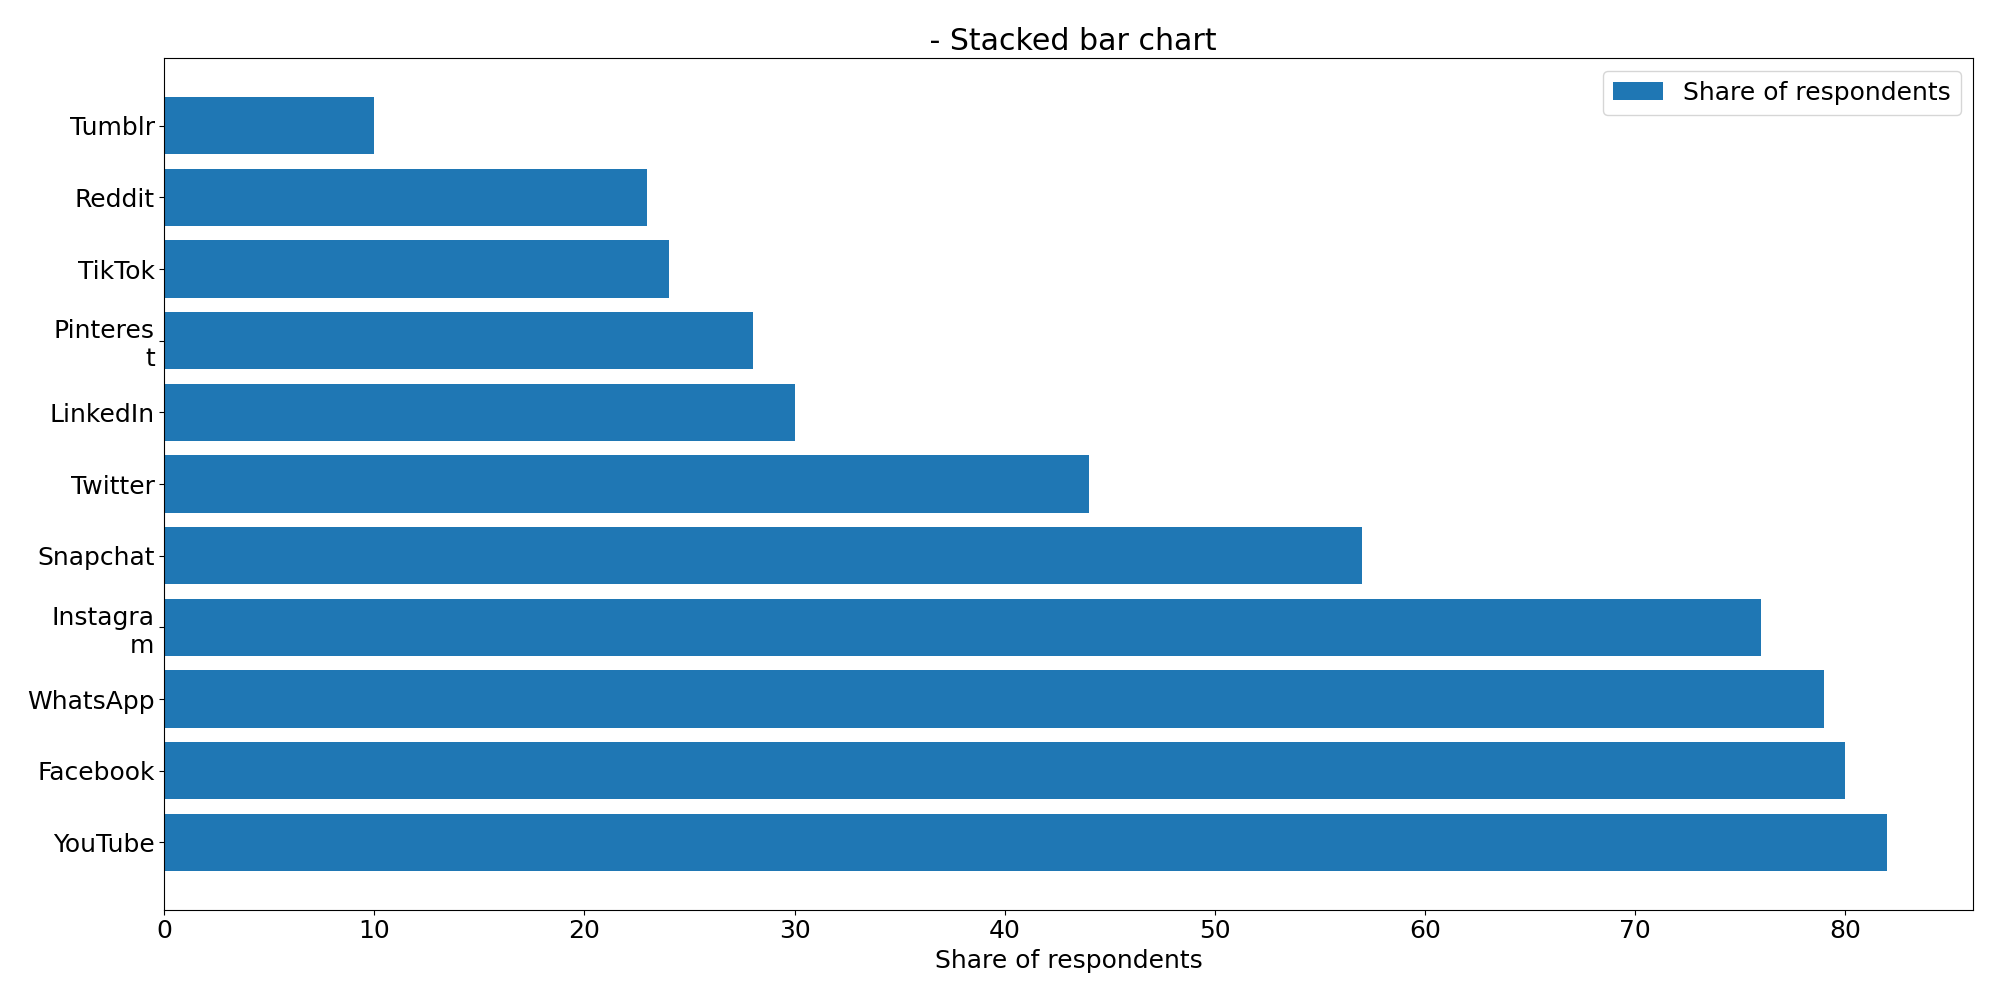 - Stacked bar chart
Share of respondents
Tumblr
Reddit
TikTok
Pinteres
t
LinkedIn
Twitter
Snapchat
Instagra
m
WhatsApp
Facebook
YouTube
0 10 20 30 40 50 60 70 80
Share of respondents